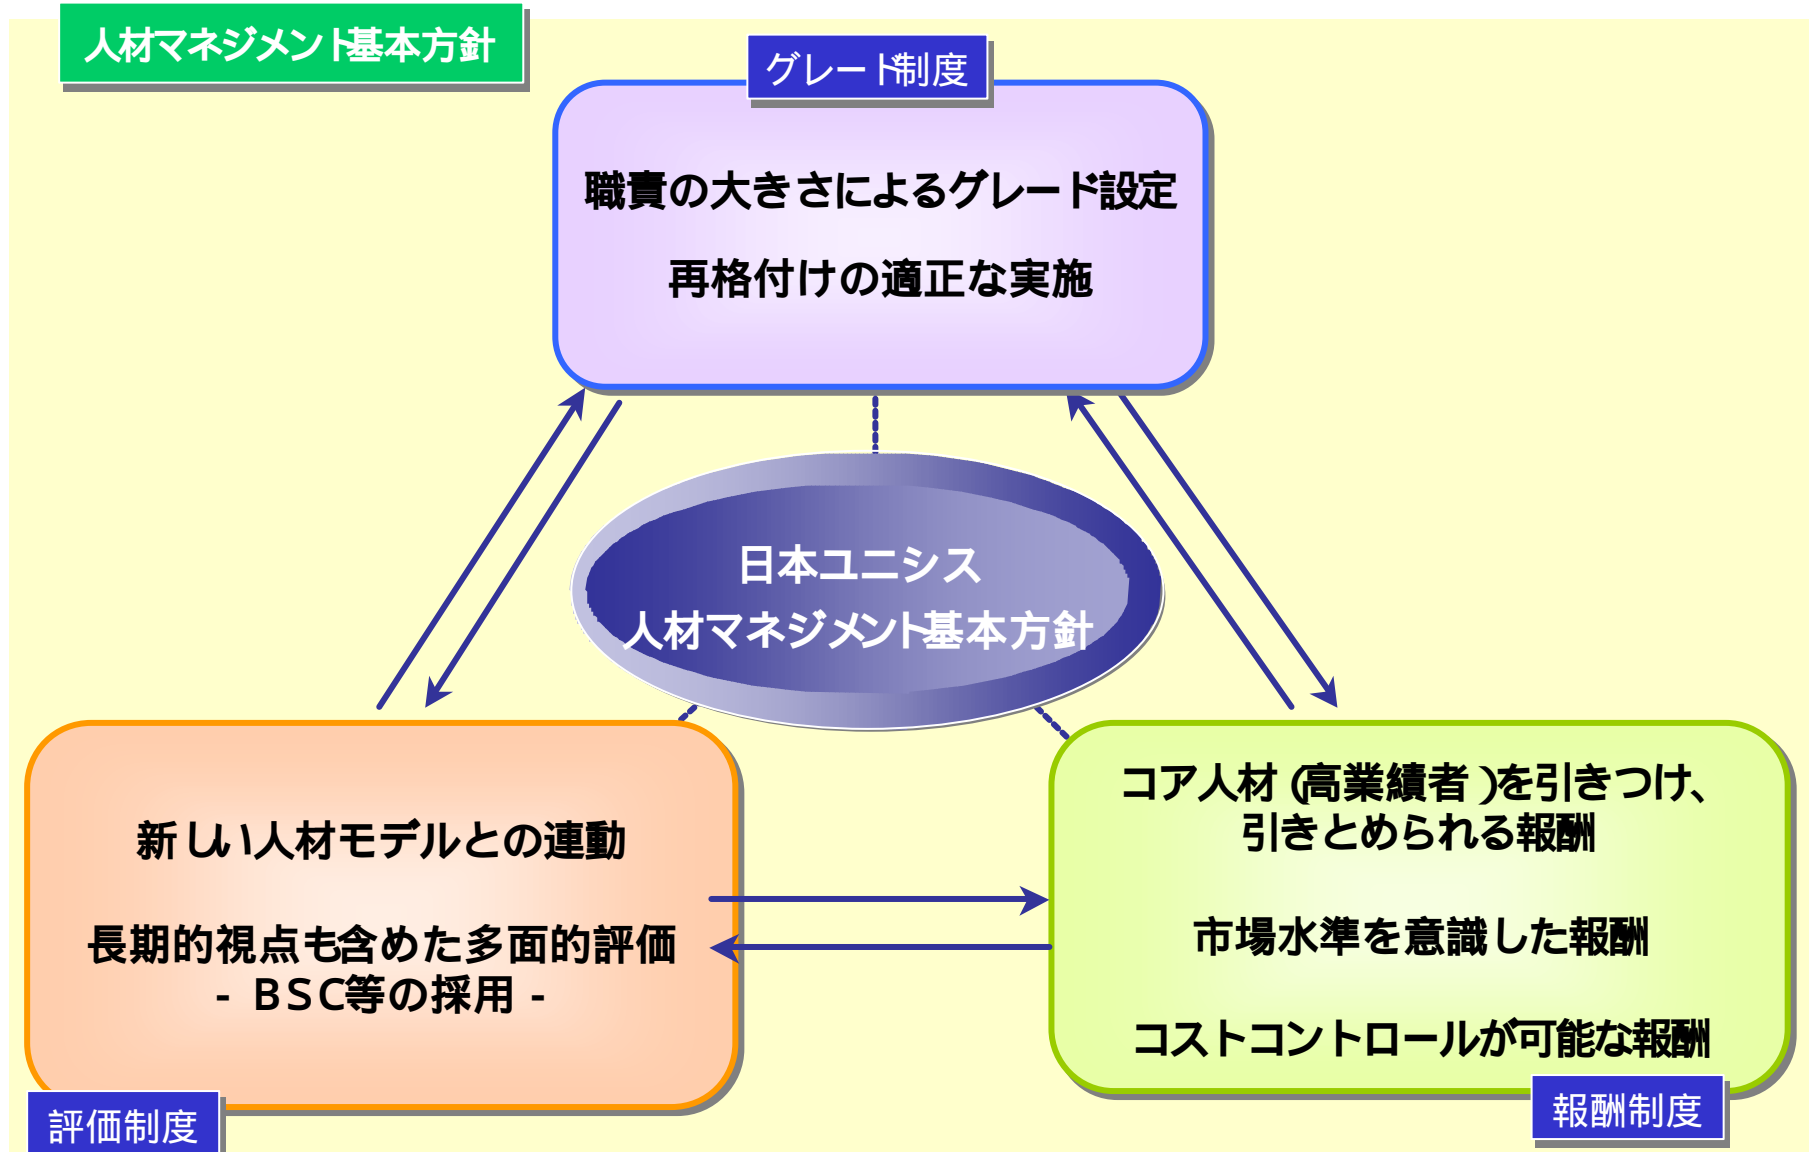 人材マネジメント基本方針
グレード制度
職責の大きさによるグレード設定
再格付けの適正な実施
日本ユニシス
人材マネジメント基本方針
新しい人材モデルとの連動
長期的視点も含めた多面的評価
- BSC等の採用 -
評価制度
コア人材(高業績者)を引きつけ、
引きとめられる報酬
市場水準を意識した報酬
コストコントロールが可能な報酬
報酬制度